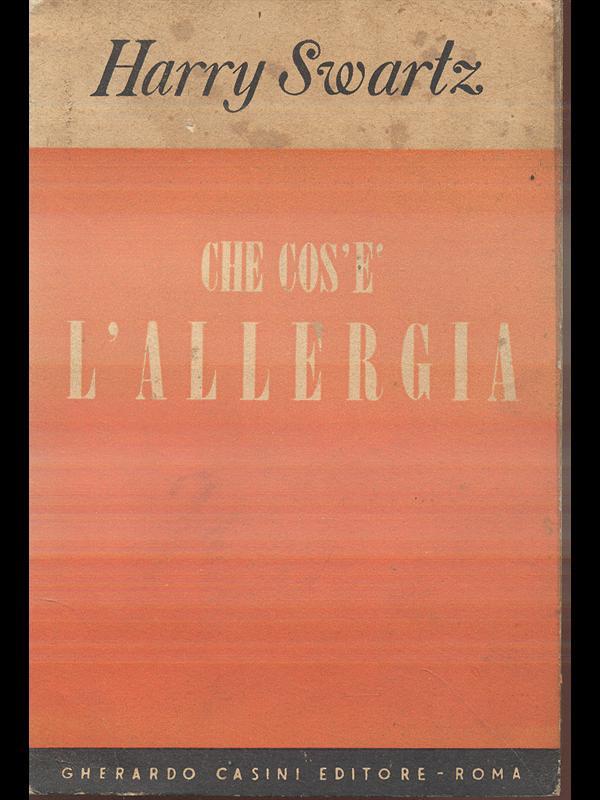 Harry Swartz
CHE COS'E'
L'ALLERGIA
GHERARDO CASINI EDITORE - ROMA